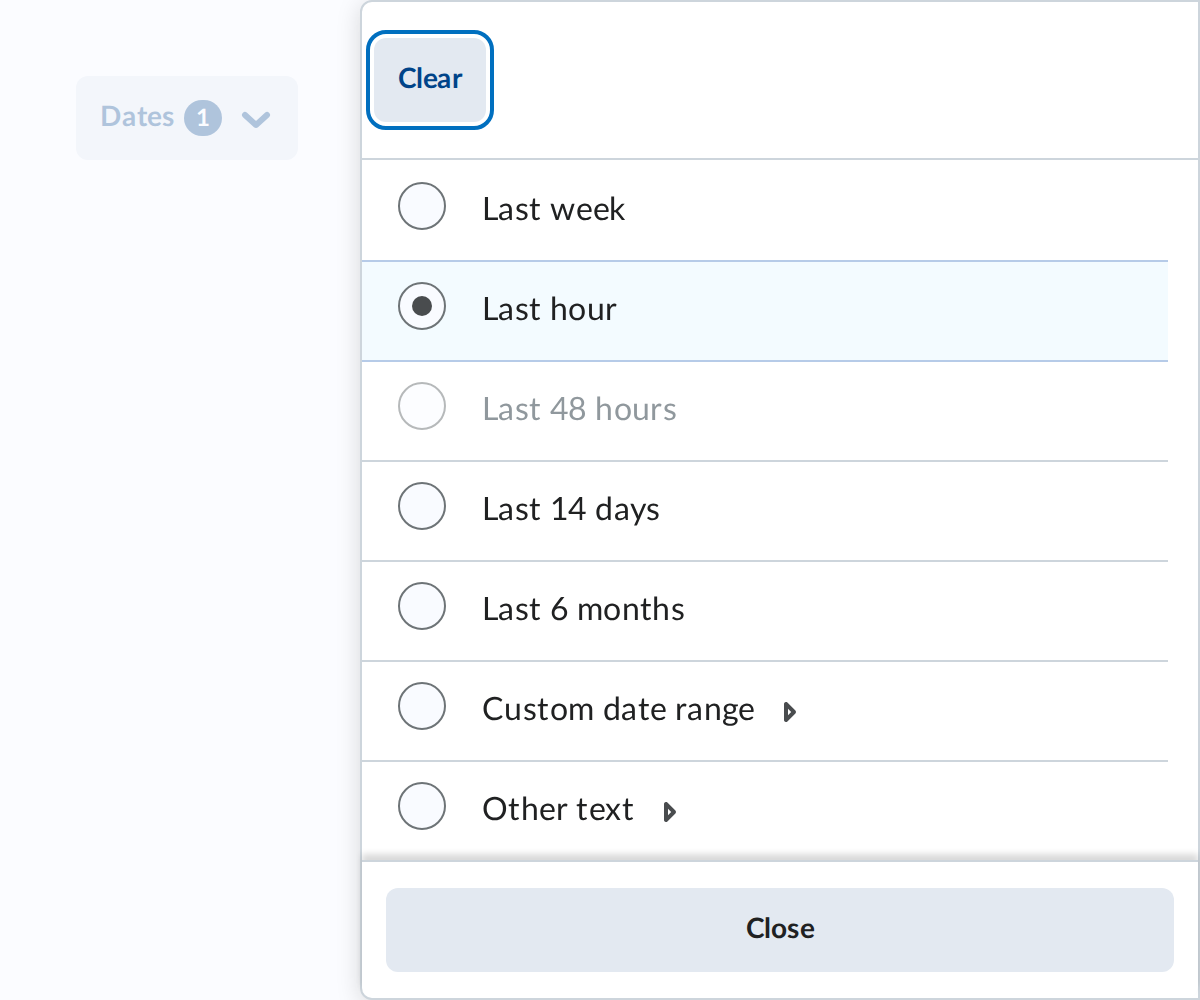 Clear
Dates 1
Last week
Last hour
Last 48 hours
Last 14 days
Last 6 months
Custom date range
Other text
Close